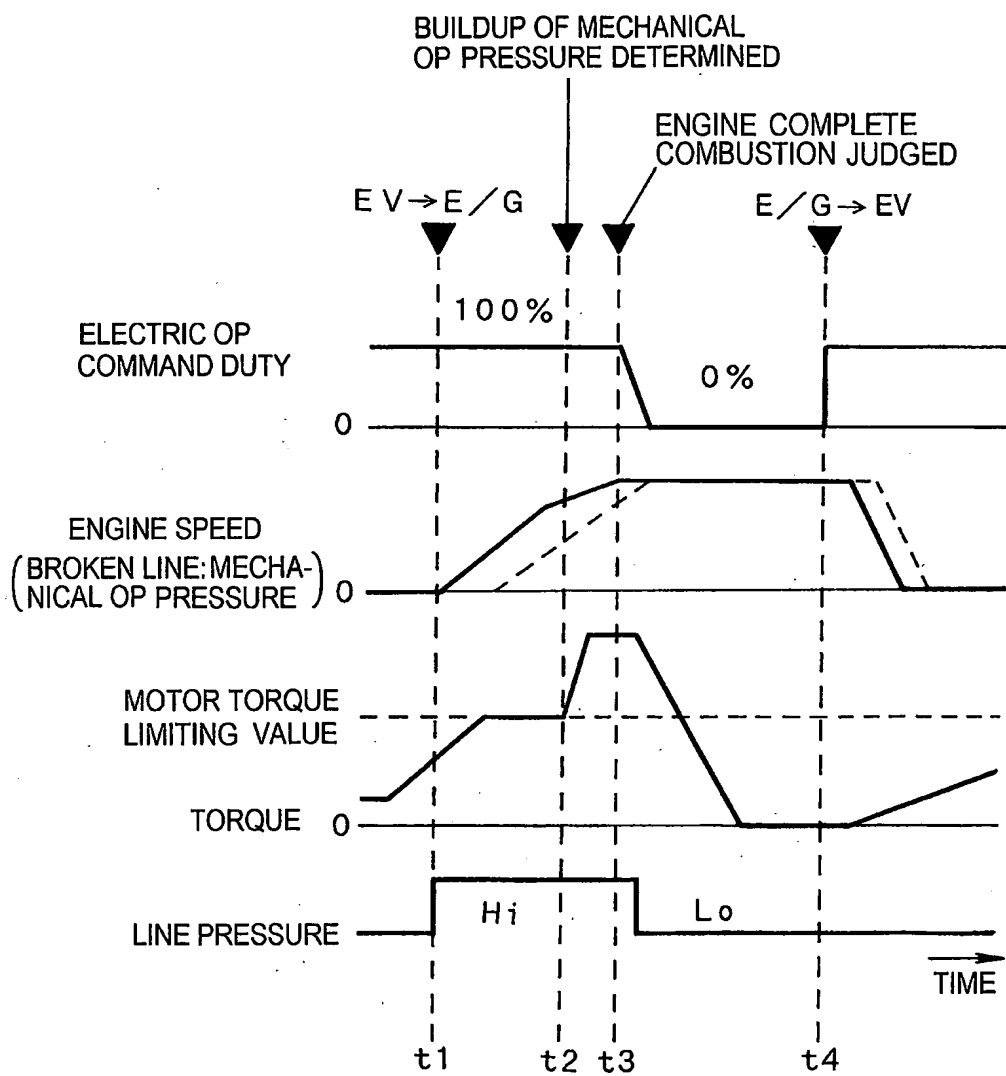 BUILDUP OF MECHANICAL
OP PRESSURE DETERMINED
ENGINE COMPLETE
COMBUSTION JUDGED
EV→E/G
E/G→EV
100%
ELECTRIC OP
COMMAND DUTY
0%
0
ENGINE SPEED
(BROKEN LINE:MECHA-
NICAL OP PRESSURE)
0
MOTOR TORQUE
LIMITING VALUE
TORQUE
0
Hi
Lo
LINE PRESSURE
TIME
t1
t2
t3
t4